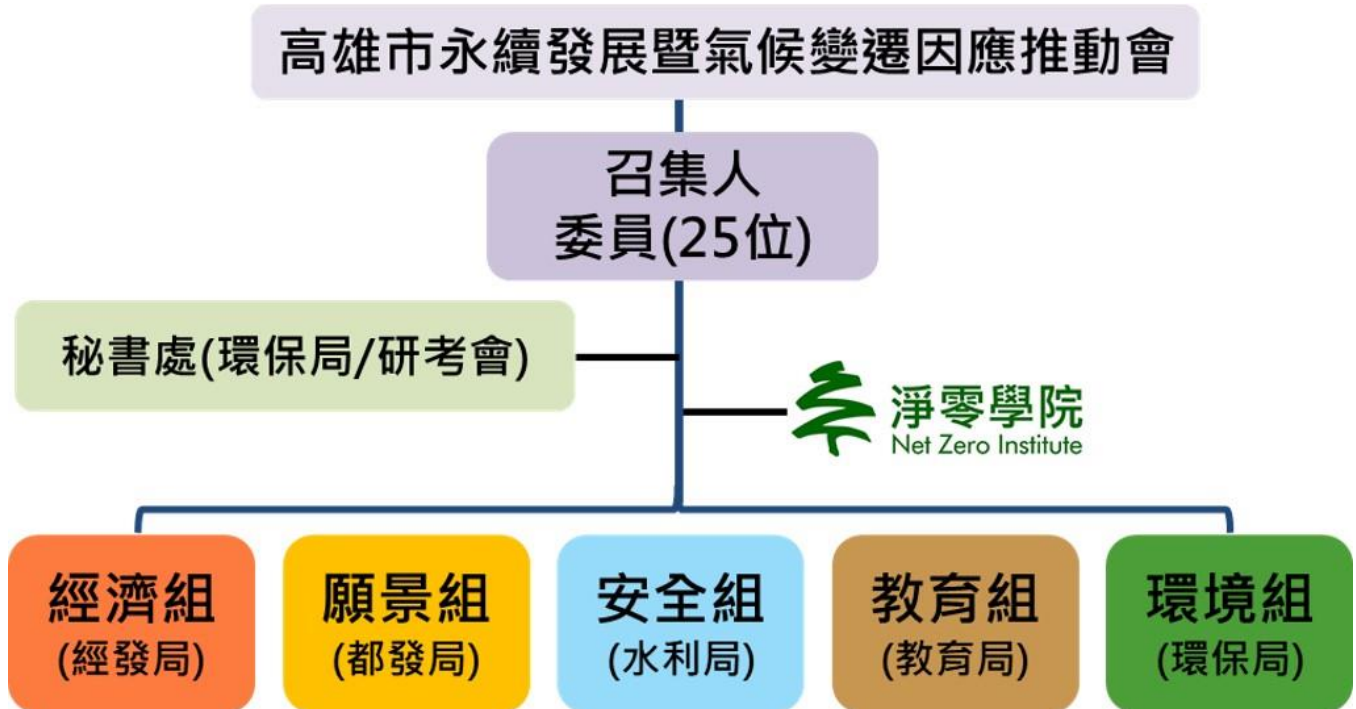 高雄市永續發展暨氣候變遷因應推動會
召集人
委員(25位)
秘書處(環保局/研考會)
淨零學院
Net Zero Institute
經濟組
(經發局)
願景組
(都發局)
安全組
(水利局)
教育組
(教育局)
環境組
(環保局)